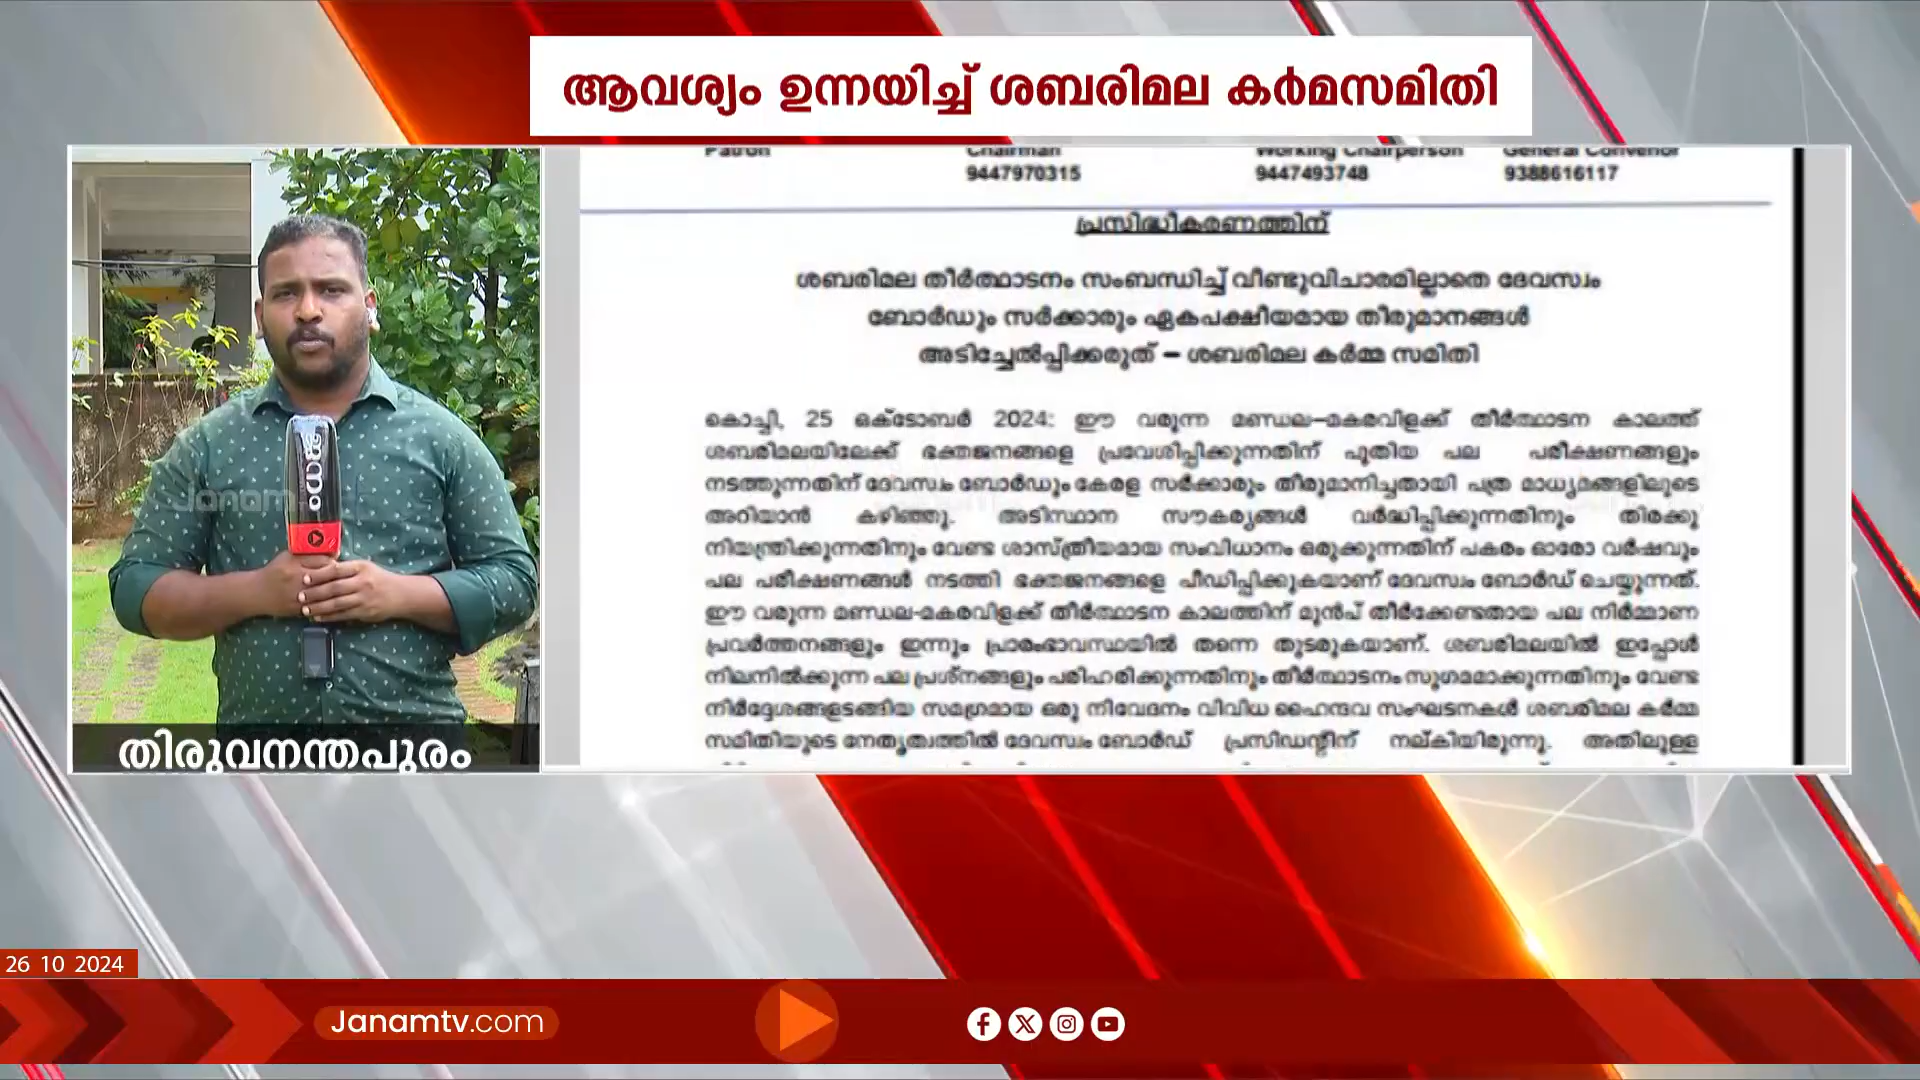 ആവശ്യം ഉന്നയിച്ച് ശബരിമല കർമസമിതി
Patron Chairman Working Chairperson General Convenor
9447970315 9447493748 9388616117
പ്രസിദ്ധീകരണത്തിന്
ശബരിമല തീർത്ഥാടനം സംബന്ധിച്ച് വീണ്ടുവിചാരമില്ലാതെ ദേവസ്വം
ബോർഡും സർക്കാരും ഏകപക്ഷീയമായ തീരുമാനങ്ങൾ
അടിച്ചേൽപ്പിക്കരുത് – ശബരിമല കർമ്മ സമിതി
കൊച്ചി, 25 ഒക്ടോബർ 2024: ഈ വരുന്ന മണ്ഡല-മകരവിളക്ക് തീർത്ഥാടന കാലത്ത്
ശബരിമലയിലേക്ക് ഭക്തജനങ്ങളെ പ്രവേശിപ്പിക്കുന്നതിന് പുതിയ പല പരീക്ഷണങ്ങളും
നടത്തുന്നതിന് ദേവസ്വം ബോർഡും കേരള സർക്കാരും തീരുമാനിച്ചതായി പത്ര മാധ്യമങ്ങളിലൂടെ
അറിയാൻ കഴിഞ്ഞു. അടിസ്ഥാന സൗകര്യങ്ങൾ വർദ്ധിപ്പിക്കുന്നതിനും തിരക്കു
നിയന്ത്രിക്കുന്നതിനും വേണ്ട ശാസ്ത്രീയമായ സംവിധാനം ഒരുക്കുന്നതിന് പകരം ഓരോ വർഷവും
പല പരീക്ഷണങ്ങൾ നടത്തി ഭക്തജനങ്ങളെ പീഡിപ്പിക്കുകയാണ് ദേവസ്വം ബോർഡ് ചെയ്യുന്നത്.
ഈ വരുന്ന മണ്ഡല-മകരവിളക്ക് തീർത്ഥാടന കാലത്തിന് മുൻപ് തീർക്കേണ്ടതായ പല നിർമ്മാണ
പ്രവർത്തനങ്ങളും ഇന്നും പ്രാരംഭാവസ്ഥയിൽ തന്നെ തുടരുകയാണ്. ശബരിമലയിൽ ഇപ്പോൾ
നിലനിൽക്കുന്ന പല പ്രശ്നങ്ങളും പരിഹരിക്കുന്നതിനും തീർത്ഥാടനം സുഗമമാക്കുന്നതിനും വേണ്ട
നിർദ്ദേശങ്ങളടങ്ങിയ സമഗ്രമായ ഒരു നിവേദനം വിവിധ ഹൈന്ദവ സംഘടനകൾ ശബരിമല കർമ്മ
സമിതിയുടെ നേതൃത്വത്തിൽ ദേവസ്വം ബോർഡ് പ്രസിഡന്റിന് നല്കിയിരുന്നു. അതിലുള്ള
ജനം
Janam
തിരുവനന്തപുരം
26 10 2024
Janamtv.com